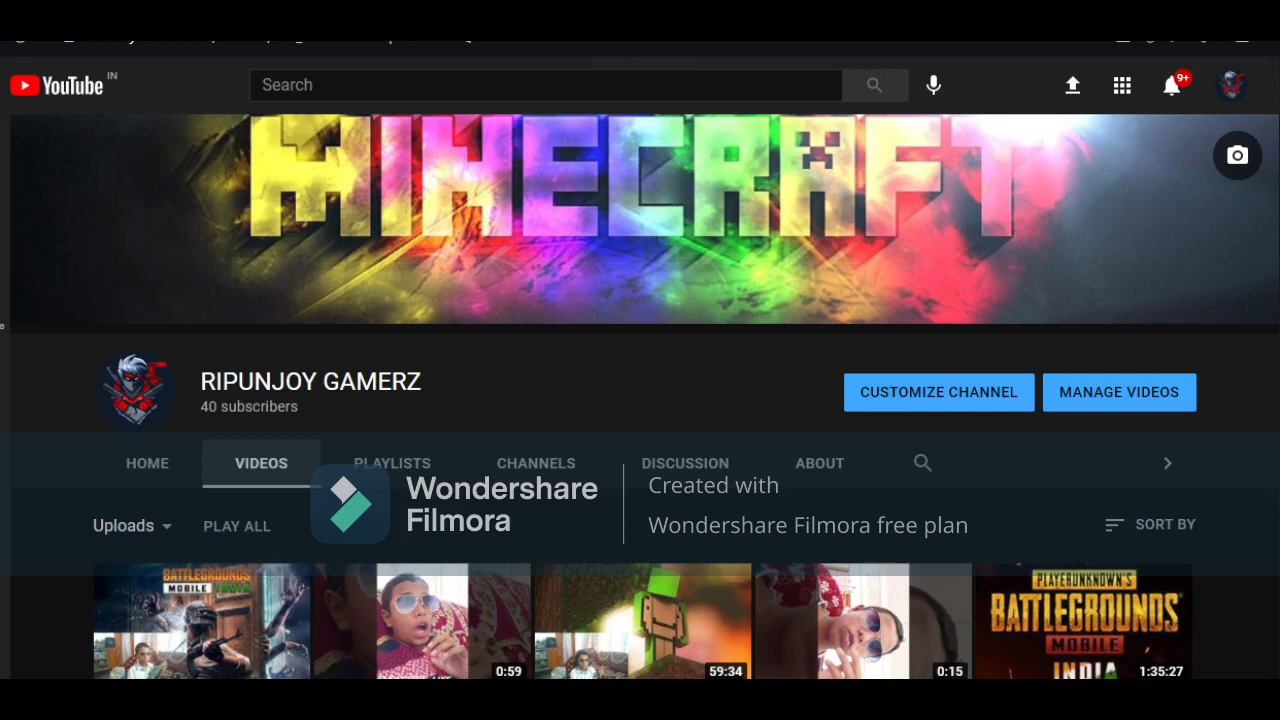 YouTube IN
Search
9+
MINECRAFT
RIPUNJOY GAMERZ
40 subscribers
CUSTOMIZE CHANNEL
MANAGE VIDEOS
HOME
VIDEOS
PLAYLISTS
CHANNELS
DISCUSSION
ABOUT
Wondershare
Filmora
Created with
Wondershare Filmora free plan
Uploads
PLAY ALL
SORT BY
BATTLEGROUNDS
MOBILE INDIA
0:59
59:34
0:15
PLAYERUNKNOWN'S
BATTLEGROUNDS
MOBILE
INDIA
1:35:27